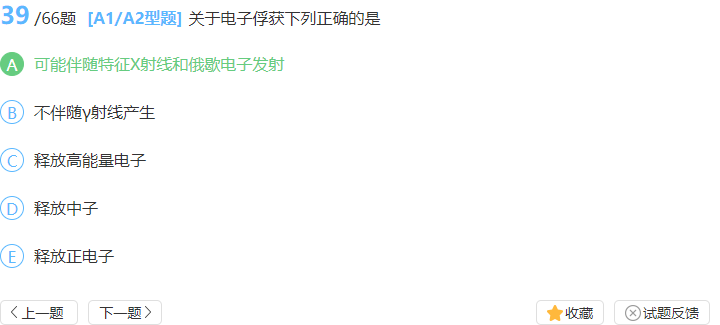 39 /66题 [A1/A2型题] 关于电子俘获下列正确的是
A 可能伴随特征X射线和俄歇电子发射
B 不伴随γ射线产生
C 释放高能量电子
D 释放中子
E 释放正电子
上一题 下一题 收藏 试题反馈